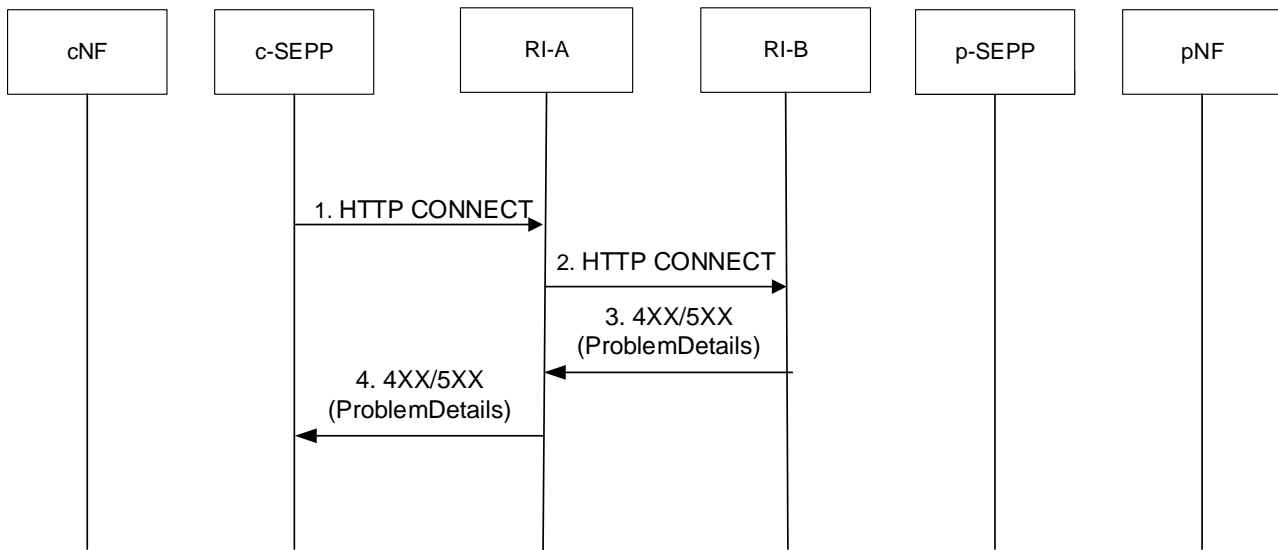 cNF
c-SEPP
RI-A
RI-B
p-SEPP
pNF
1. HTTP CONNECT
2. HTTP CONNECT
3. 4XX/5XX
(ProblemDetails)
4. 4XX/5XX
(ProblemDetails)